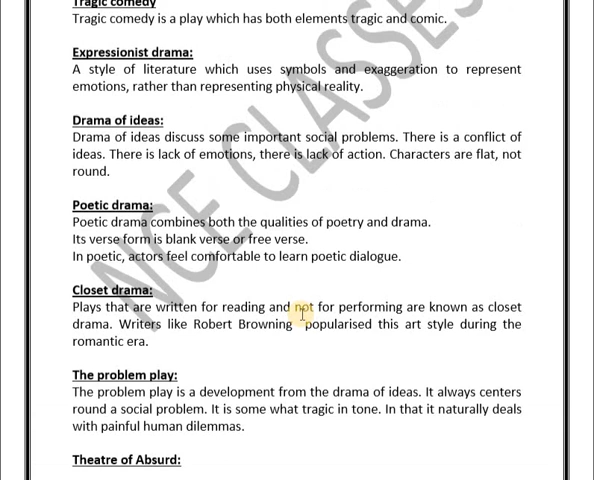 Tragic comedy
Tragic comedy is a play which has both elements tragic and comic.
Expressionist drama:
A style of literature which uses symbols and exaggeration to represent
emotions, rather than representing physical reality.
Drama of ideas:
Drama of ideas discuss some important social problems. There is a conflict of
ideas. There is lack of emotions, there is lack of action. Characters are flat, not
round.
Poetic drama:
Poetic drama combines both the qualities of poetry and drama.
Its verse form is blank verse or free verse.
In poetic, actors feel comfortable to learn poetic dialogue.
Closet drama:
Plays that are written for reading and not for performing are known as closet
drama. Writers like Robert Browning popularised this art style during the
romantic era.
The problem play:
The problem play is a development from the drama of ideas. It always centers
round a social problem. It is some what tragic in tone. In that it naturally deals
with painful human dilemmas.
Theatre of Absurd:
NCE CLASSES